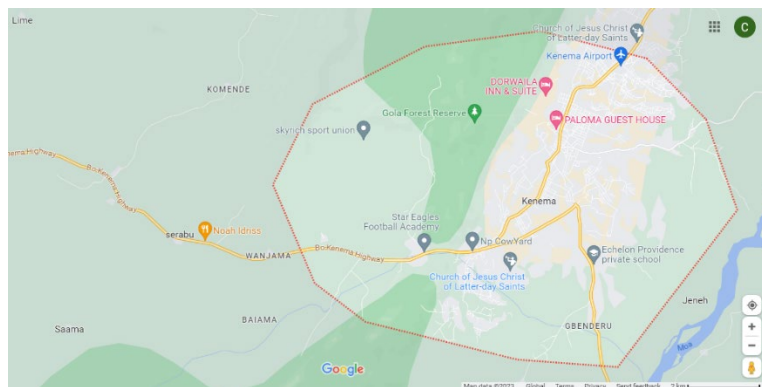 Lime
Church of Jesus Christ
of Latter-day Saints
C
Kenema Airport
KOMENDE
DORWAILA
INN & SUITE
Gola Forest Reserve
PALOMA GUEST HOUSE
skyrich sport union
Kenema Highway
Bo-Kenema Highway
Kenema
Star Eagles
Football Academy
serabu
Noah Idriss
Np CowYard
WANJAMA
Bo-Kenema Highway
Echelon Providence
private school
Church of Jesus Christ
of Latter-day Saints
Jeneh
BAIAMA
Saama
GBENDERU
Moa
Google
Map data ©2022 Global Terms Privacy Send feedback 2 km